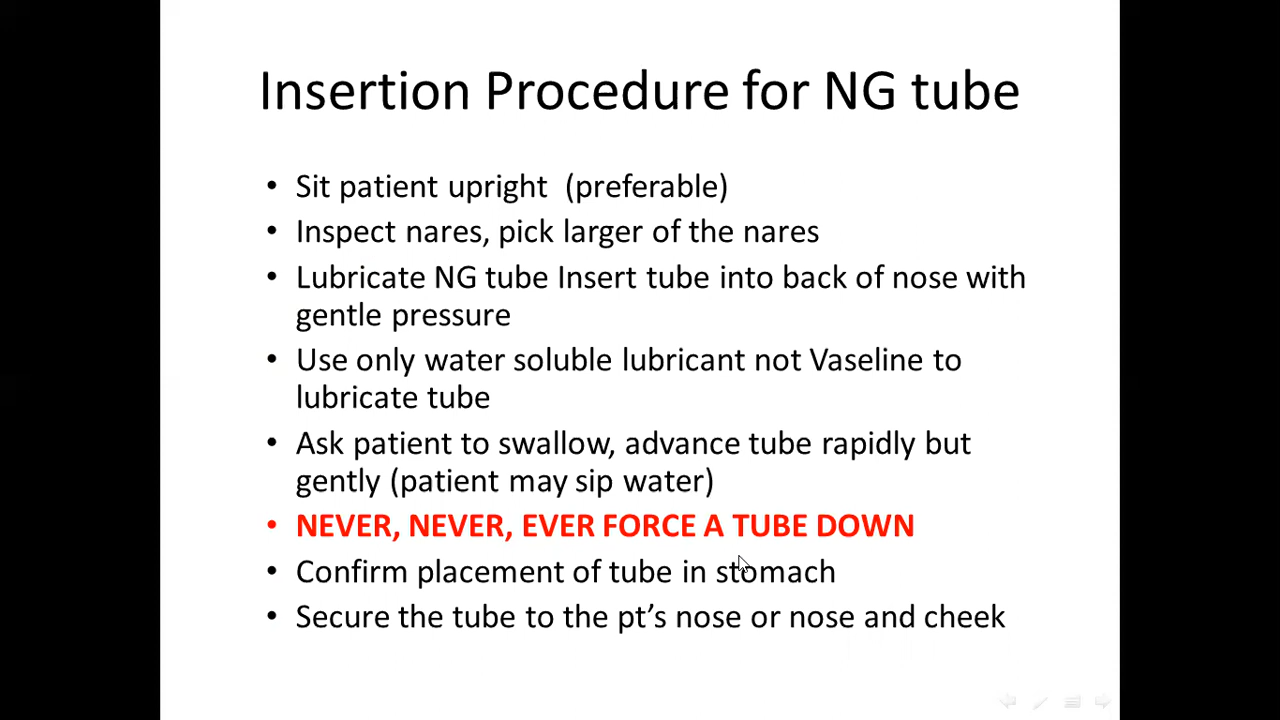 Insertion Procedure for NG tube
• Sit patient upright  (preferable)
• Inspect nares, pick larger of the nares
• Lubricate NG tube Insert tube into back of nose with
gentle pressure
• Use only water soluble lubricant not Vaseline to
lubricate tube
• Ask patient to swallow, advance tube rapidly but
gently (patient may sip water)
• NEVER, NEVER, EVER FORCE A TUBE DOWN
• Confirm placement of tube in stomach
• Secure the tube to the pt’s nose or nose and cheek